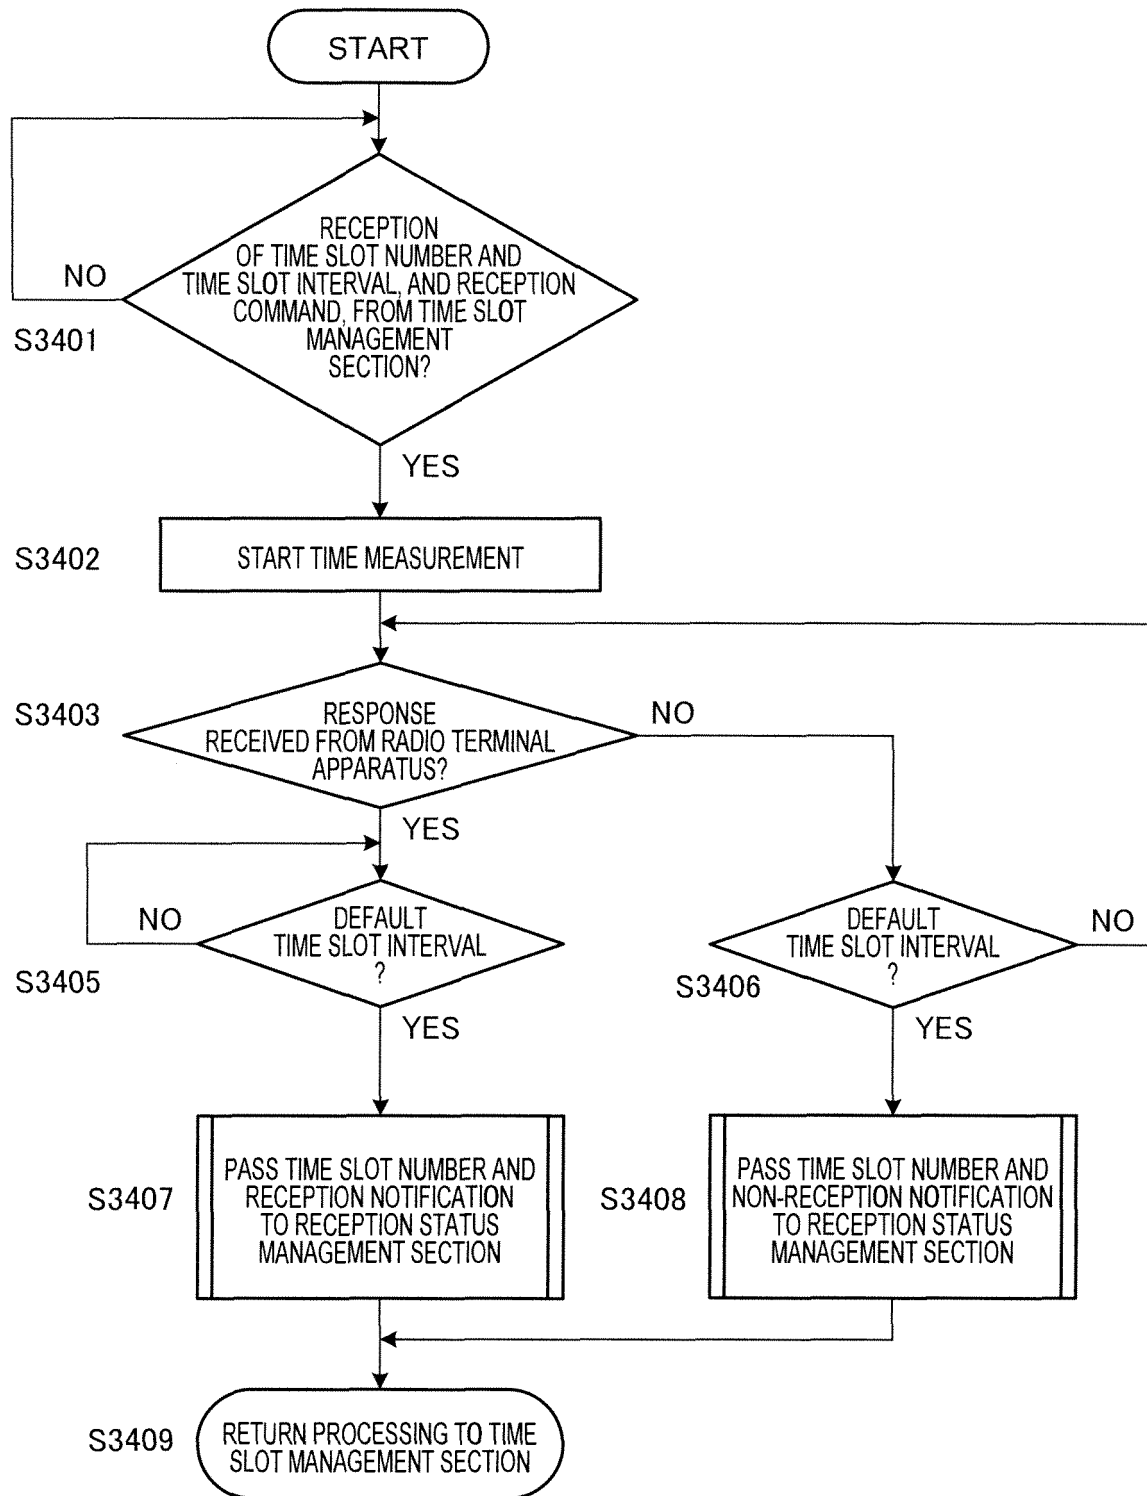 START
RECEPTION
OF TIME SLOT NUMBER AND
TIME SLOT INTERVAL, AND RECEPTION
COMMAND, FROM TIME SLOT
MANAGEMENT
SECTION?
NO
S3401
YES
S3402
START TIME MEASUREMENT
S3403
RESPONSE
RECEIVED FROM RADIO TERMINAL
APPARATUS?
NO
YES
NO
DEFAULT
TIME SLOT INTERVAL
?
S3405
YES
DEFAULT
TIME SLOT INTERVAL
?
NO
S3406
YES
S3407
PASS TIME SLOT NUMBER AND
RECEPTION NOTIFICATION
TO RECEPTION STATUS
MANAGEMENT SECTION
S3408
PASS TIME SLOT NUMBER AND
NON-RECEPTION NOTIFICATION
TO RECEPTION STATUS
MANAGEMENT SECTION
S3409
RETURN PROCESSING TO TIME
SLOT MANAGEMENT SECTION